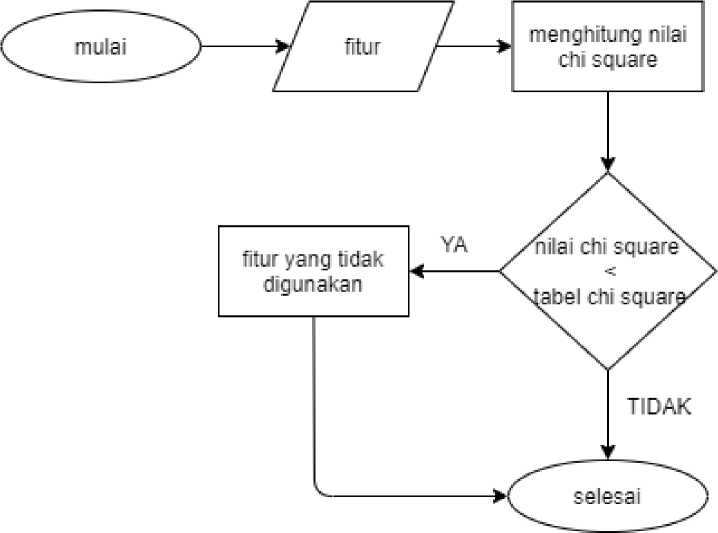 mulai
fitur
menghitung nilai
chi square
nilai chi square
<
tabel chi square
YA
fitur yang tidak
digunakan
TIDAK
selesai